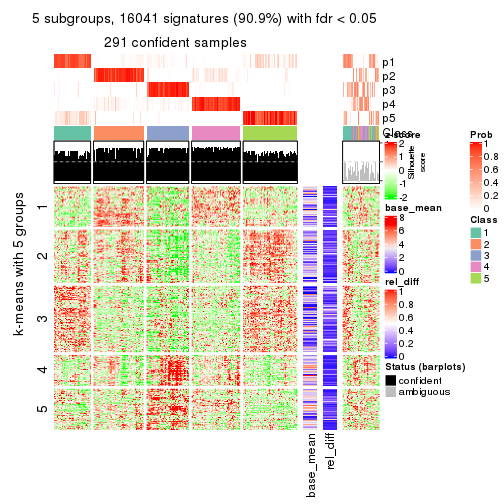 5 subgroups, 16041 signatures (90.9%) with fdr < 0.05
291 confident samples
p1
p2
p3
p4
p5
Class
Silhouette
score
1
2
3
4
5
k-means with 5 groups
base_mean
rel_diff
z-score
2
1
0
-1
-2
base_mean
8
6
4
2
0
rel_diff
1
0.8
0.6
0.4
0.2
0
Status (barplots)
confident
ambiguous
Prob
1
0.8
0.6
0.4
0.2
0
Class
1
2
3
4
5